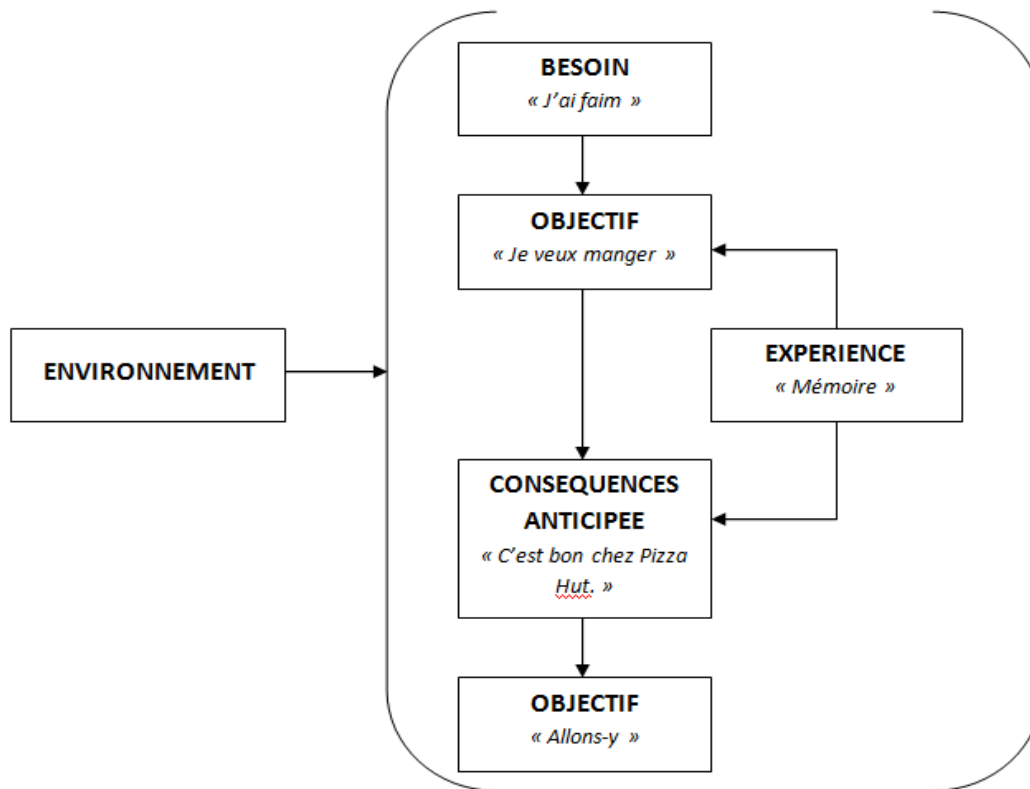 BESOIN
« J’ai faim »
OBJECTIF
« Je veux manger »
ENVIRONNEMENT
EXPERIENCE
« Mémoire »
CONSEQUENCES
ANTICIPEE
« C’est bon chez Pizza
Hut. »
OBJECTIF
« Allons-y »